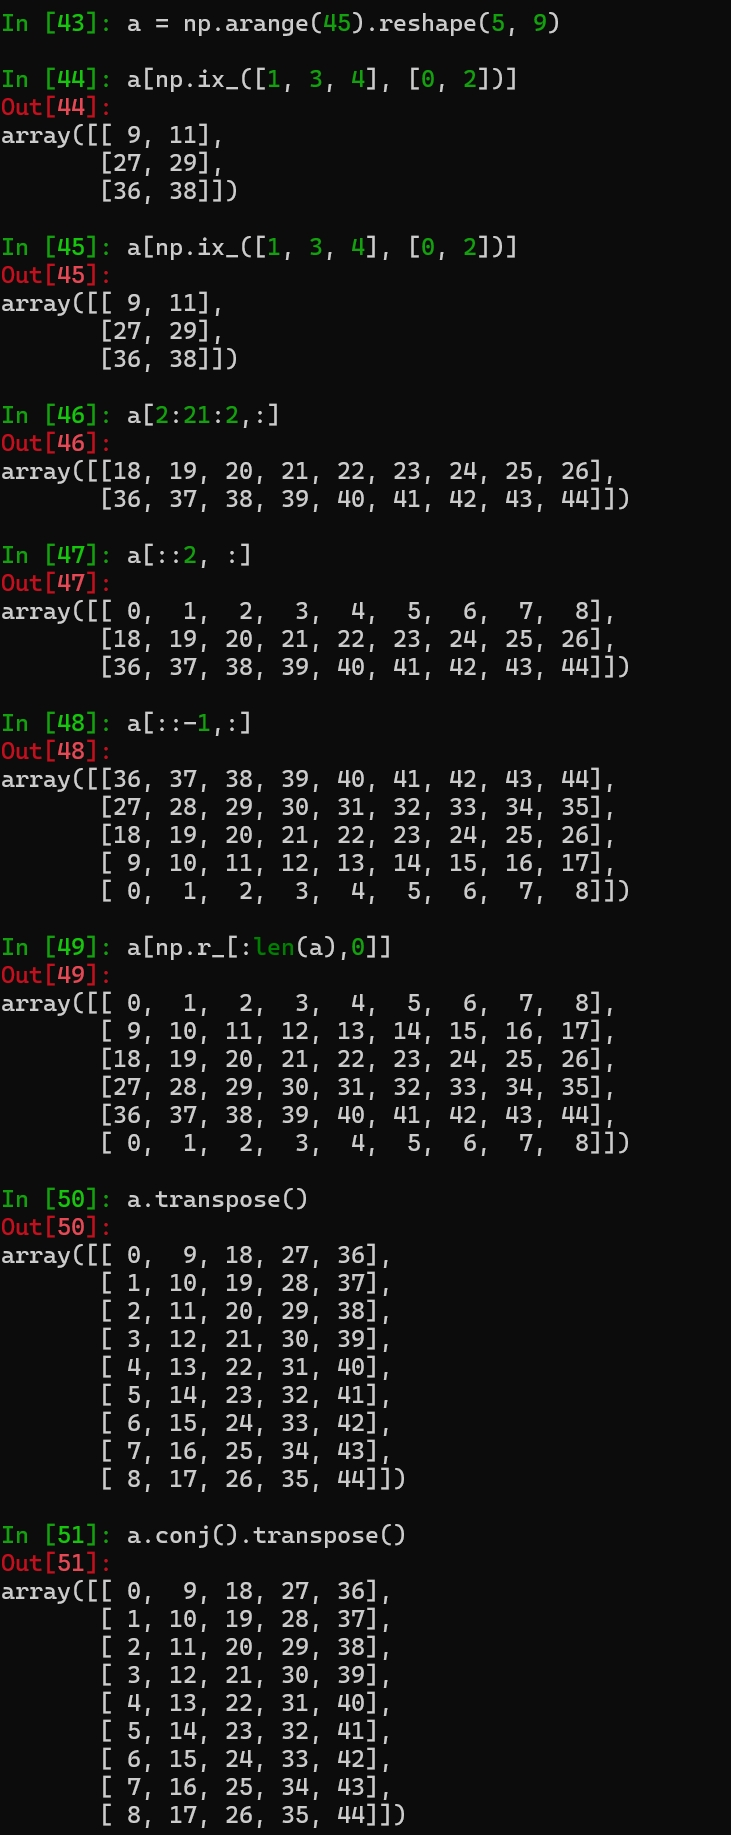 In [43]: a = np.arange(45).reshape(5, 9)
In [44]: a[np.ix_([1, 3, 4], [0, 2])]
Out[44]:
array([[ 9, 11],
       [27, 29],
       [36, 38]])
In [45]: a[np.ix_([1, 3, 4], [0, 2])]
Out[45]:
array([[ 9, 11],
       [27, 29],
       [36, 38]])
In [46]: a[2:21:2,:]
Out[46]:
array([[18, 19, 20, 21, 22, 23, 24, 25, 26],
       [36, 37, 38, 39, 40, 41, 42, 43, 44]])
In [47]: a[::2, :]
Out[47]:
array([[ 0,  1,  2,  3,  4,  5,  6,  7,  8],
       [18, 19, 20, 21, 22, 23, 24, 25, 26],
       [36, 37, 38, 39, 40, 41, 42, 43, 44]])
In [48]: a[::-1,:]
Out[48]:
array([[36, 37, 38, 39, 40, 41, 42, 43, 44],
       [27, 28, 29, 30, 31, 32, 33, 34, 35],
       [18, 19, 20, 21, 22, 23, 24, 25, 26],
       [ 9, 10, 11, 12, 13, 14, 15, 16, 17],
       [ 0,  1,  2,  3,  4,  5,  6,  7,  8]])
In [49]: a[np.r_[:len(a),0]]
Out[49]:
array([[ 0,  1,  2,  3,  4,  5,  6,  7,  8],
       [ 9, 10, 11, 12, 13, 14, 15, 16, 17],
       [18, 19, 20, 21, 22, 23, 24, 25, 26],
       [27, 28, 29, 30, 31, 32, 33, 34, 35],
       [36, 37, 38, 39, 40, 41, 42, 43, 44],
       [ 0,  1,  2,  3,  4,  5,  6,  7,  8]])
In [50]: a.transpose()
Out[50]:
array([[ 0,  9, 18, 27, 36],
       [ 1, 10, 19, 28, 37],
       [ 2, 11, 20, 29, 38],
       [ 3, 12, 21, 30, 39],
       [ 4, 13, 22, 31, 40],
       [ 5, 14, 23, 32, 41],
       [ 6, 15, 24, 33, 42],
       [ 7, 16, 25, 34, 43],
       [ 8, 17, 26, 35, 44]])
In [51]: a.conj().transpose()
Out[51]:
array([[ 0,  9, 18, 27, 36],
       [ 1, 10, 19, 28, 37],
       [ 2, 11, 20, 29, 38],
       [ 3, 12, 21, 30, 39],
       [ 4, 13, 22, 31, 40],
       [ 5, 14, 23, 32, 41],
       [ 6, 15, 24, 33, 42],
       [ 7, 16, 25, 34, 43],
       [ 8, 17, 26, 35, 44]])